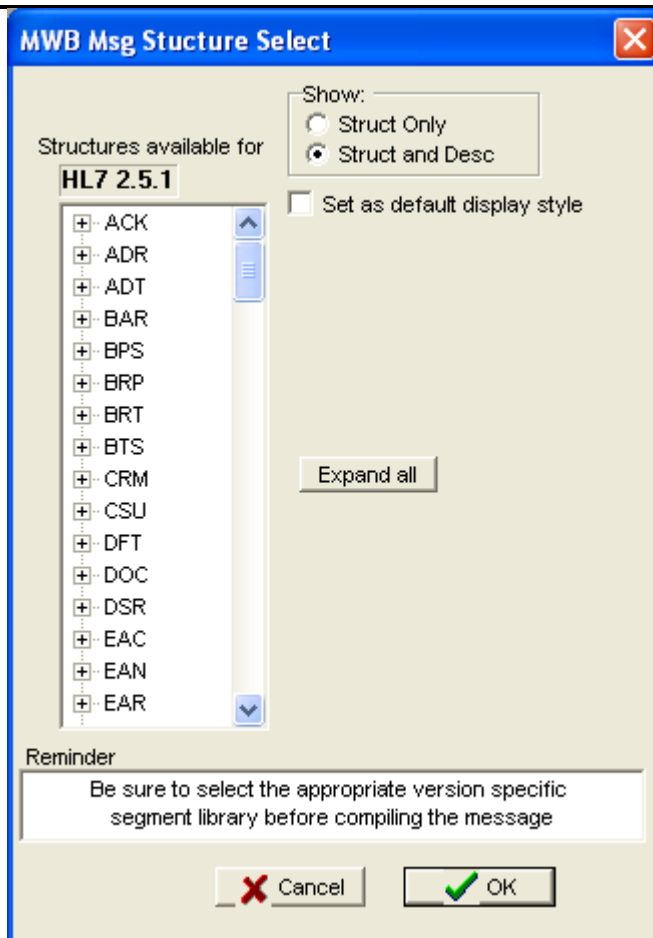 MWB Msg Stucture Select
Show:
Struct Only
Struct and Desc
Structures available for
HL7 2.5.1
Set as default display style
ACK
ADR
ADT
BAR
BPS
BRP
BRT
BTS
CRM
CSU
DFT
DOC
DSR
EAC
EAN
EAR
Expand all
Reminder
Be sure to select the appropriate version specific
segment library before compiling the message
Cancel
OK